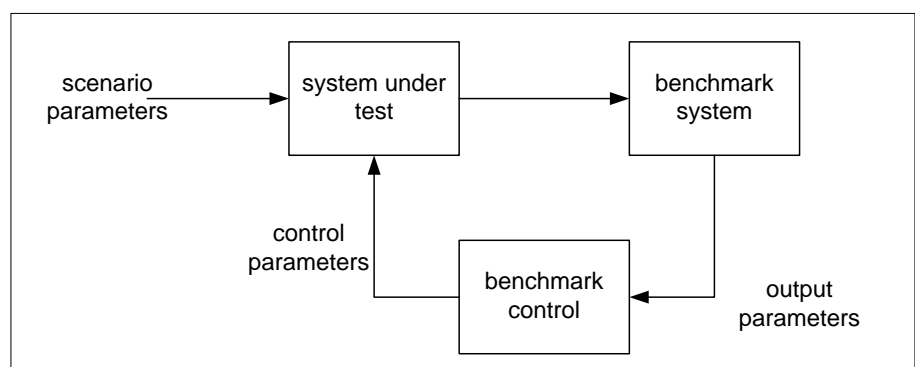 scenario
parameters
system under
test
benchmark
system
control
parameters
benchmark
control
output
parameters